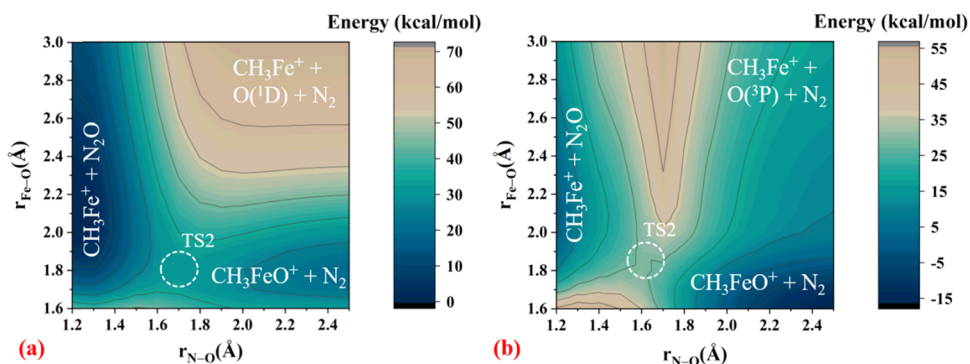 Energy (kcal/mol)
3.0
2.8
2.6
2.4
2.2
2.0
1.8
1.6
r_Fe–O(Å)
CH₃Fe⁺ + N₂O
CH₃Fe⁺ +
O(¹D) + N₂
TS2
CH₃FeO⁺ + N₂
1.2 1.4 1.6 1.8 2.0 2.2 2.4
r_N–O(Å)
(a)
70
60
50
40
30
20
10
0
Energy (kcal/mol)
3.0
2.8
2.6
2.4
2.2
2.0
1.8
1.6
r_Fe–O(Å)
CH₃Fe⁺ + N₂O
CH₃Fe⁺ +
O(³P) + N₂
TS2
CH₃FeO⁺ + N₂
1.2 1.4 1.6 1.8 2.0 2.2 2.4
r_N–O(Å)
(b)
55
45
35
25
15
5
-5
-15